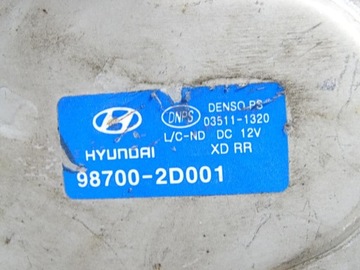 DNPS
DENSO PS
03511-1320
L/C-ND DC 12V
HYUNDAI
XD RR
98700-2D001